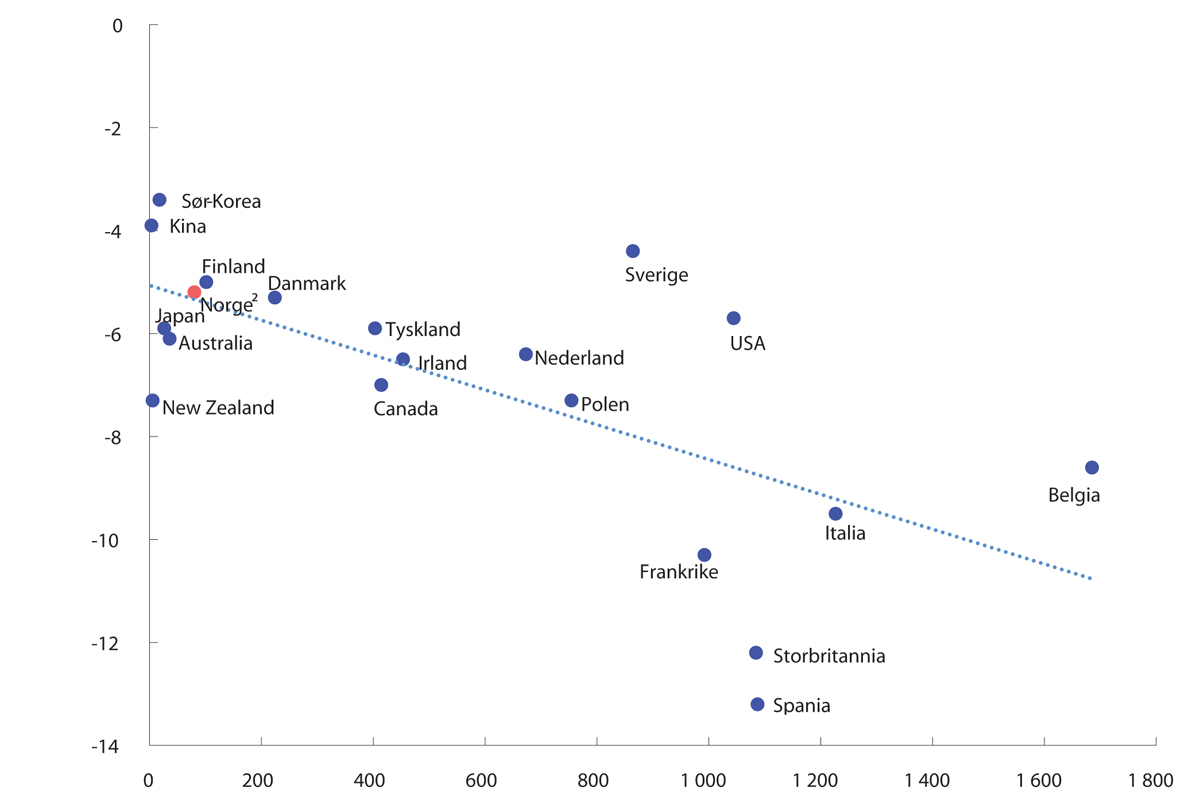 0
-2
-4
-6
-8
-10
-12
-14
Sør-Korea
Kina
Finland
Danmark
Norge²
Japan
Australia
New Zealand
Tyskland
Irland
Canada
Nederland
Polen
Sverige
USA
Belgia
Italia
Frankrike
Storbritannia
Spania
0 200 400 600 800 1 000 1 200 1 400 1 600 1 800